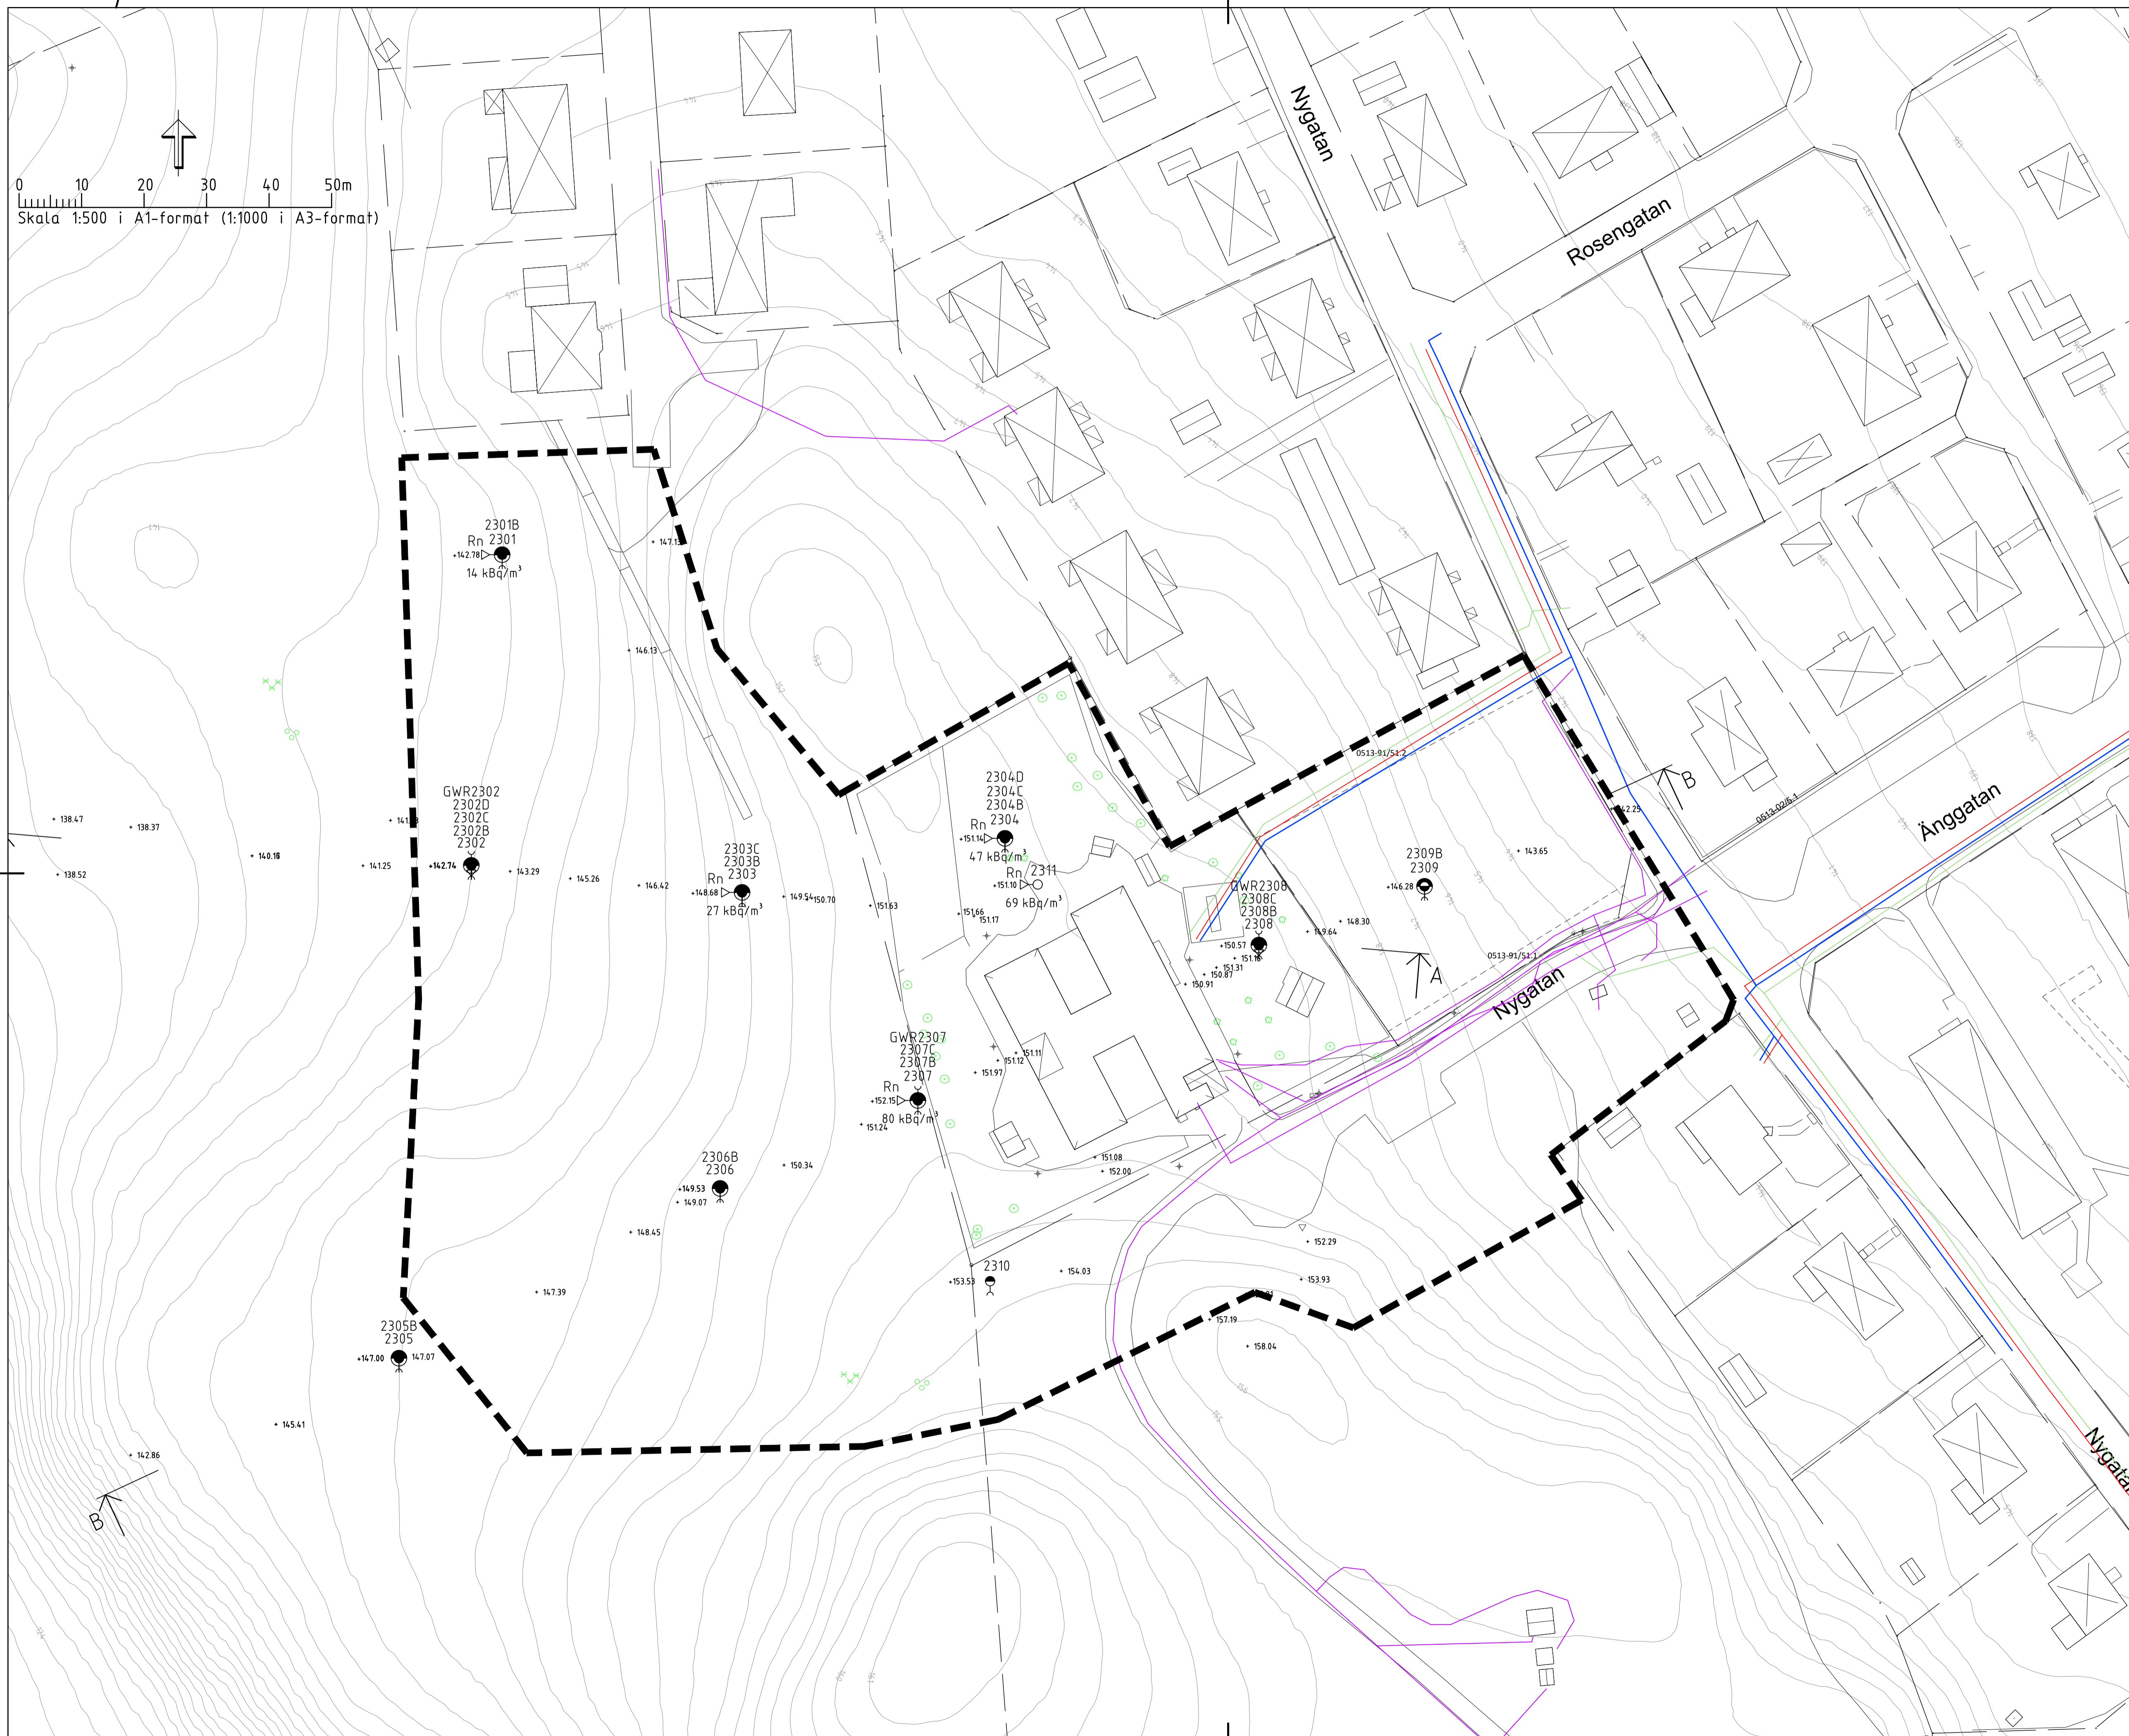 0 10 20 30 40 50m
Skala 1:500 i A1-format (1:1000 i A3-format)
Nygatan
Rosengatan
Änggatan
Nygatan
Nygatan
2301B
2301
Rn
+142.78
14 kBq/m³
147.13
146.13
GWR2302
2302D
2302C
2302B
2302
+142.74
138.47
138.37
138.52
141.25
143.29
145.26
146.42
2303C
2303B
2303
Rn
+148.68
27 kBq/m³
149.54
150.70
151.63
2304D
2304C
2304B
2304
Rn
+151.14
47 kBq/m³
2311
Rn
+151.10
69 kBq/m³
151.66
151.17
0513-91/51.2
0513-02/5.1
0513-91/51.1
142.25
143.65
B
2309B
2309
+146.28
148.30
149.64
GWR2308
2308C
2308B
2308
+150.57
151.31
150.87
150.91
A
GWR2307
2307C
2307B
2307
Rn
+152.15
80 kBq/m³
151.11
151.12
151.97
151.24
151.08
152.00
2306B
2306
+149.53
149.07
150.34
148.45
147.39
2310
+153.53
154.03
152.29
153.93
157.19
158.04
2305B
2305
+147.00
147.07
145.41
142.86
B
153
152
141
156
155
124
160
161